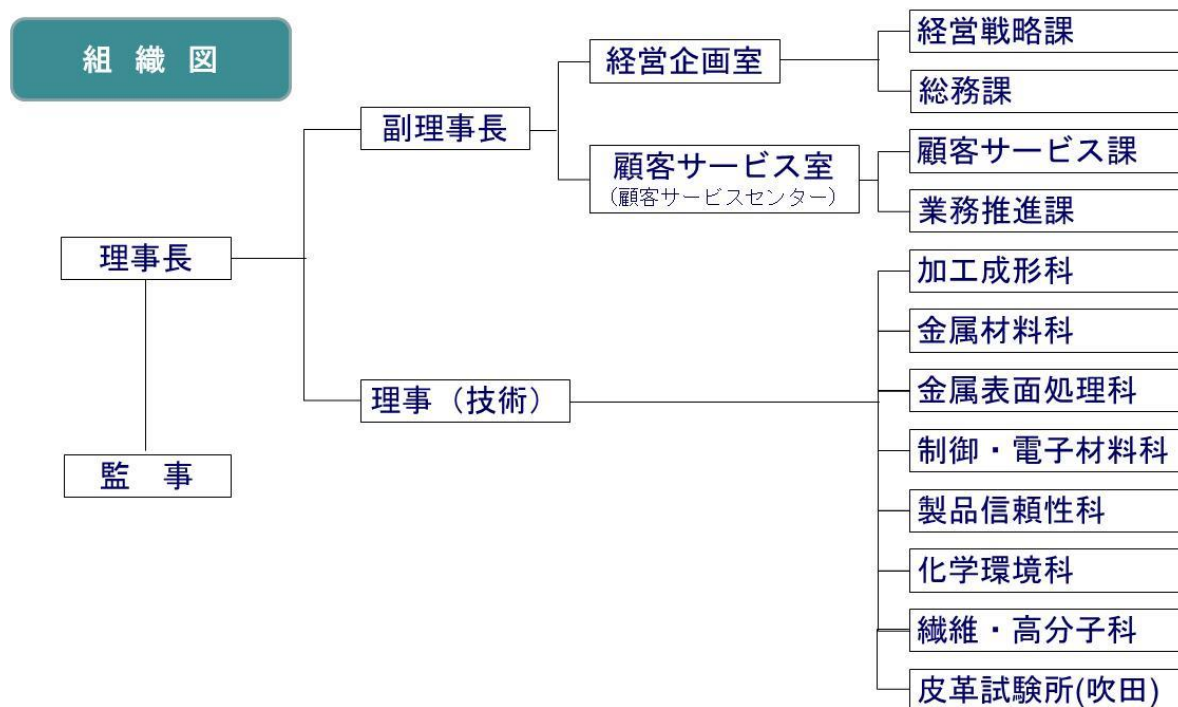 組織図
経営企画室
経営戦略課
総務課
副理事長
顧客サービス室
(顧客サービスセンター)
顧客サービス課
業務推進課
理事長
加工成形科
金属材料科
理事（技術）
金属表面処理科
制御・電子材料科
監　事
製品信頼性科
化学環境科
繊維・高分子科
皮革試験所(吹田)